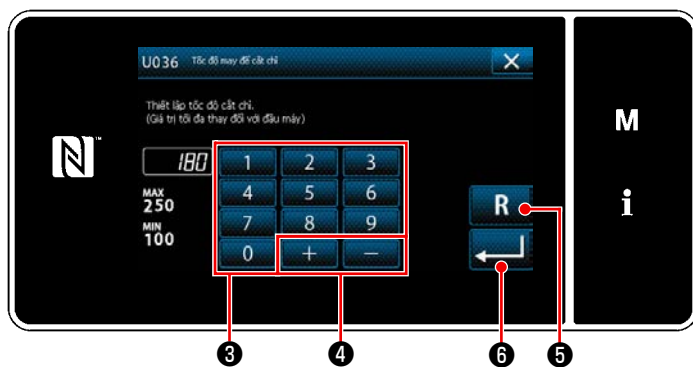 U036 Tốc độ may để cắt chỉ
Thiết lập tốc độ cắt chỉ.
(Giá trị tối đa thay đổi với đầu máy)
180
MAX
250
MIN
100
1 2 3
4 5 6
7 8 9
0 + −
R
M
i
N
❸ ❹ ❻ ❺